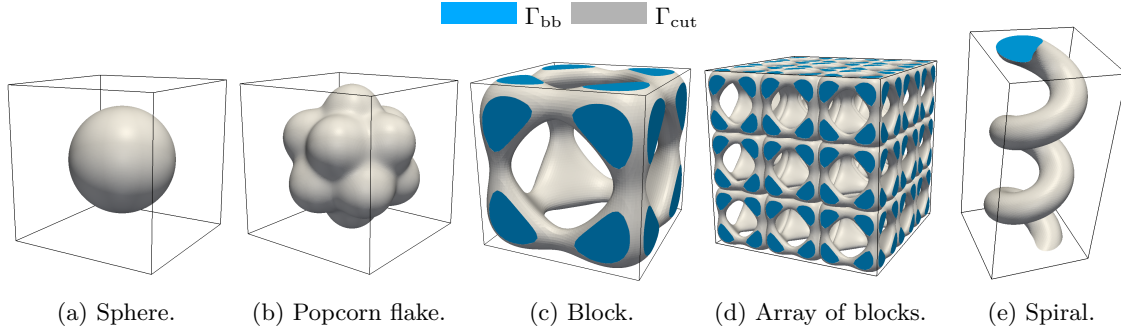 Γbb Γcut
(a) Sphere. (b) Popcorn flake. (c) Block. (d) Array of blocks. (e) Spiral.